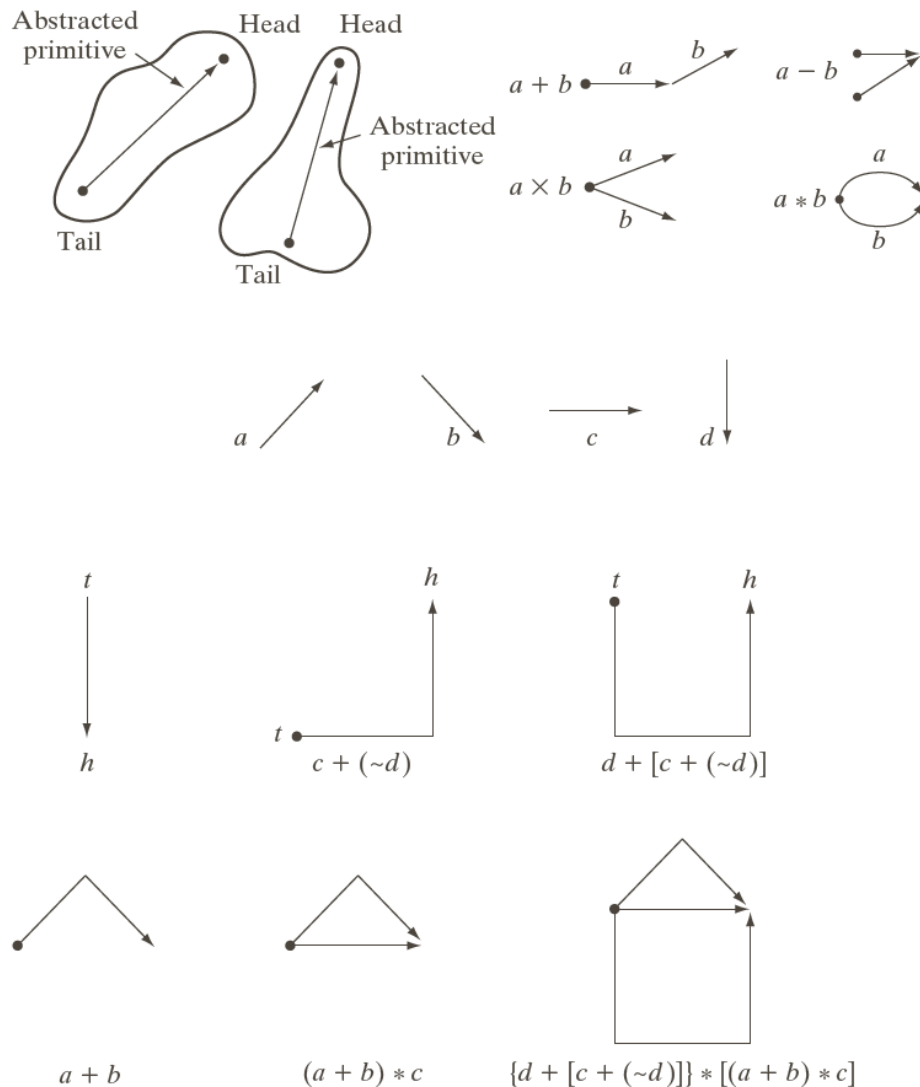 Abstracted
primitive
Head
Head
Abstracted
primitive
Tail
Tail
a + b
a
b
a − b
a × b
a
b
a ∗ b
a
b
a
b
c
d
t
h
h
t
c + (~d)
t
h
d + [c + (~d)]
a + b
(a + b) ∗ c
{d + [c + (~d)]} ∗ [(a + b) ∗ c]